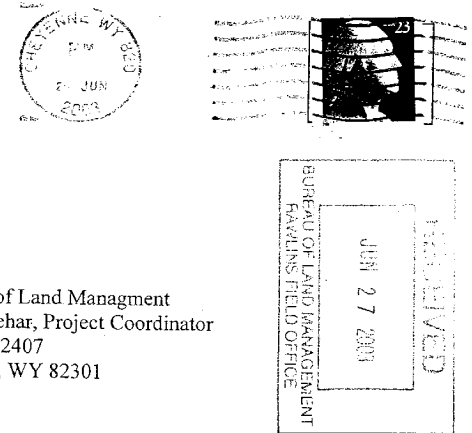 CHEYENNE WY 820
PM
JUN
2003
23
BUREAU OF LAND MANAGEMENT
RAWLINS FIELD OFFICE
JUN 27 2003
RECEIVED
of Land Managment
ehar, Project Coordinator
2407
, WY 82301